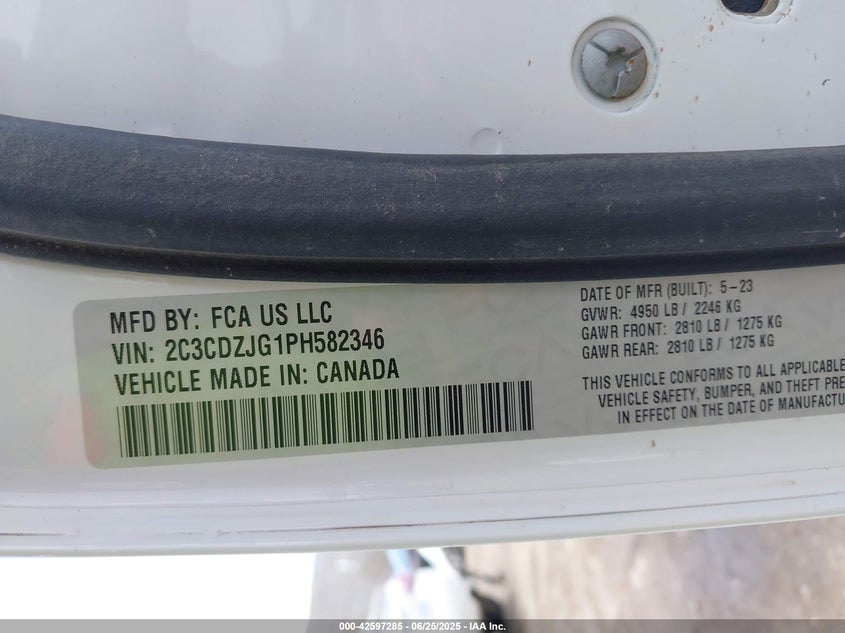 MFD BY: FCA US LLC
VIN: 2C3CDZJG1PH582346
VEHICLE MADE IN: CANADA
DATE OF MFR (BUILT): 5-23
GVWR: 4950 LB / 2246 KG
GAWR FRONT: 2810 LB / 1275 KG
GAWR REAR: 2810 LB / 1275 KG
THIS VEHICLE CONFORMS TO ALL APPLICABLE
VEHICLE SAFETY, BUMPER, AND THEFT PRE
IN EFFECT ON THE DATE OF MANUFACTU
000-42597285 - 06/25/2025 - IAA Inc.